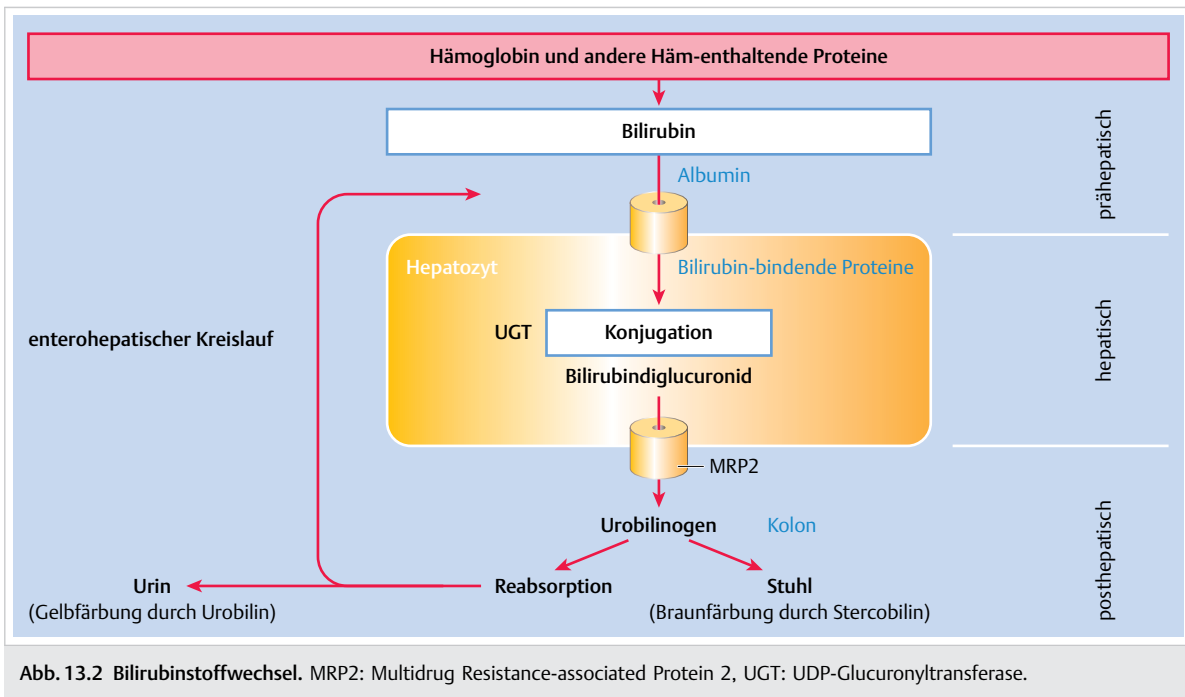 Hämoglobin und andere Häm-enthaltende Proteine
Bilirubin
Albumin
prähepatisch
Hepatozyt
Bilirubin-bindende Proteine
enterohepatischer Kreislauf
UGT
Konjugation
Bilirubindiglucuronid
hepatisch
MRP2
Urobilinogen
Kolon
Urin
(Gelbfärbung durch Urobilin)
Reabsorption
Stuhl
(Braunfärbung durch Stercobilin)
posthepatisch
Abb. 13.2 Bilirubinstoffwechsel. MRP2: Multidrug Resistance-associated Protein 2, UGT: UDP-Glucuronyltransferase.